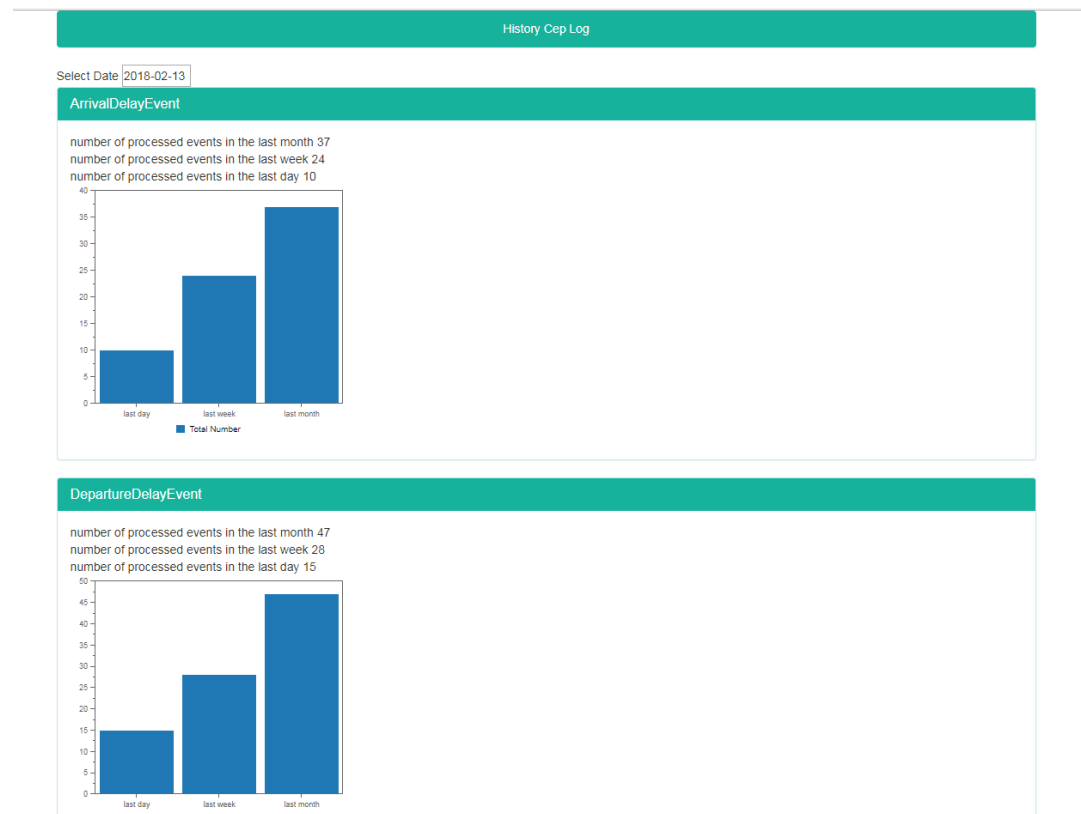 History Cep Log
Select Date 2018-02-13
ArrivalDelayEvent
number of processed events in the last month 37
number of processed events in the last week 24
number of processed events in the last day 10
40
35
30
25
20
15
10
5
0
last day last week last month
Total Number
DepartureDelayEvent
number of processed events in the last month 47
number of processed events in the last week 28
number of processed events in the last day 15
50
45
40
35
30
25
20
15
10
5
0
last day last week last month